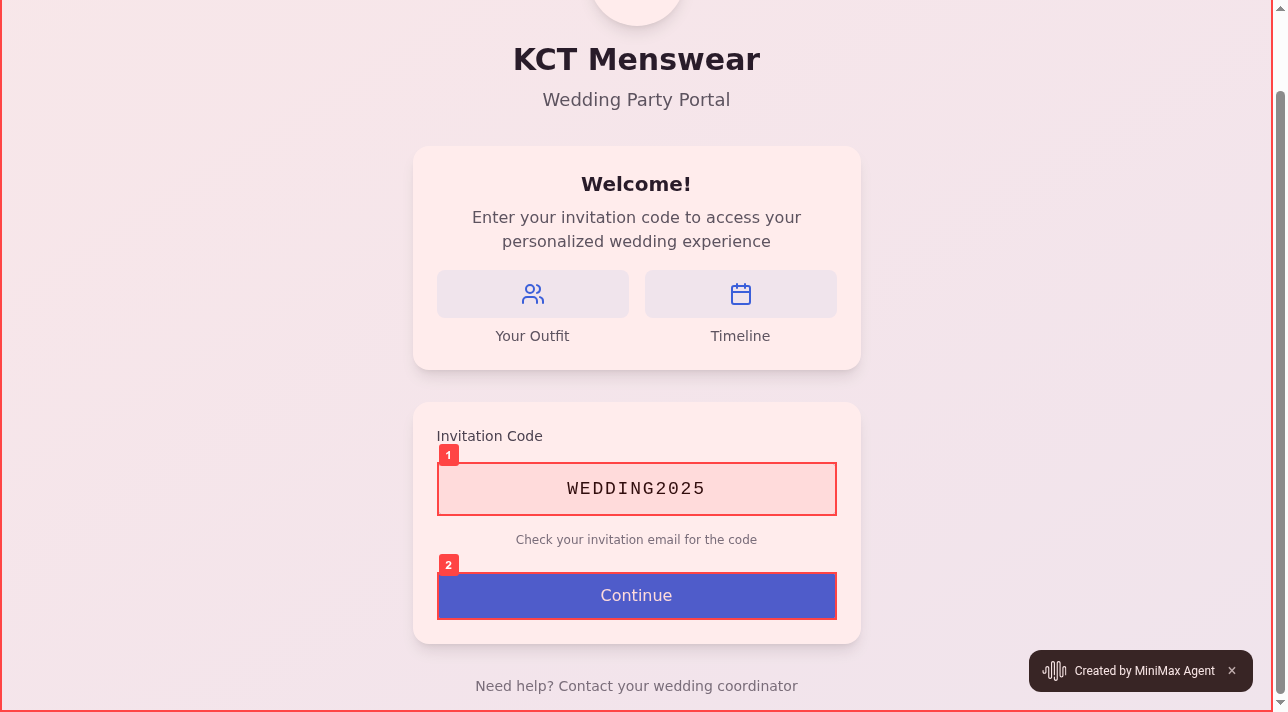 KCT Menswear
Wedding Party Portal
Welcome!
Enter your invitation code to access your
personalized wedding experience
Your Outfit
Timeline
Invitation Code
1
WEDDING2025
Check your invitation email for the code
2
Continue
Created by MiniMax Agent ×
Need help? Contact your wedding coordinator